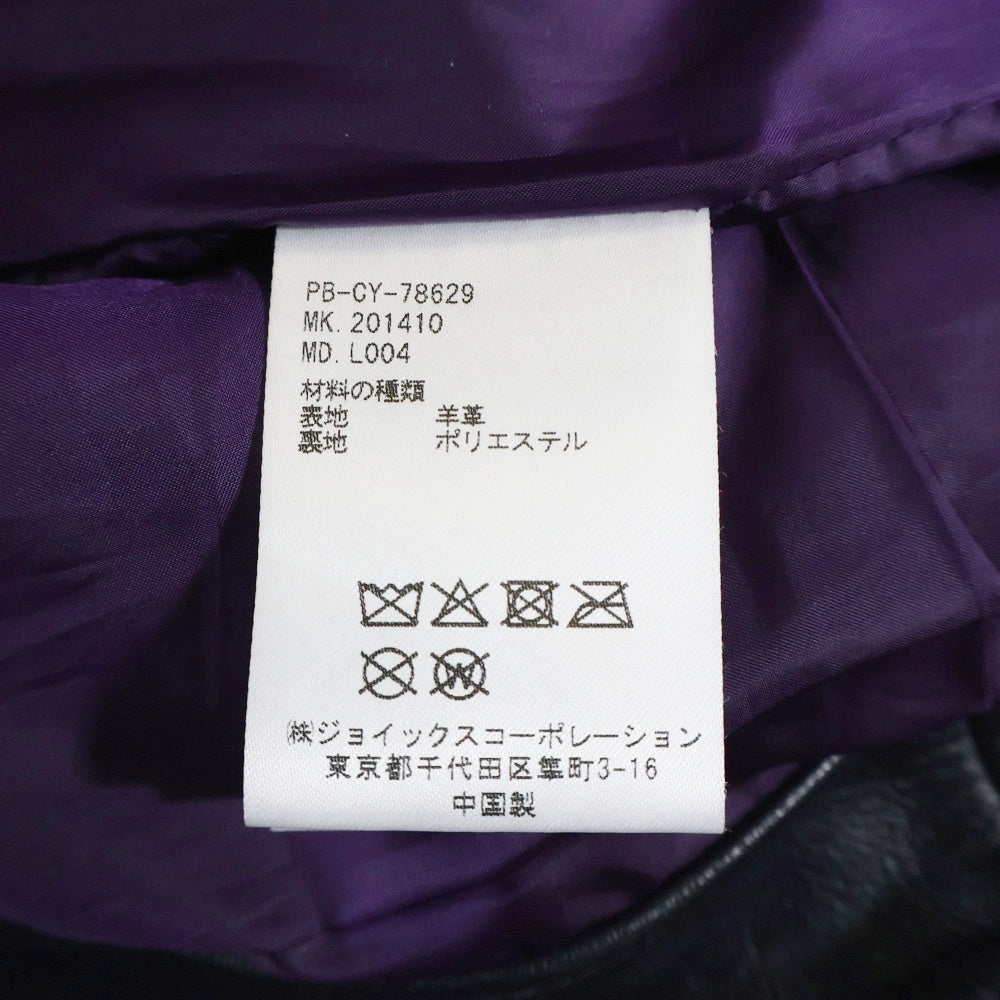 PB-CY-78629
MK. 201410
MD. L004
材料の種類
表地 羊革
裏地 ポリエステル
W
㈱ジョイックスコーポレーション
東京都千代田区隼町3-16
中国製